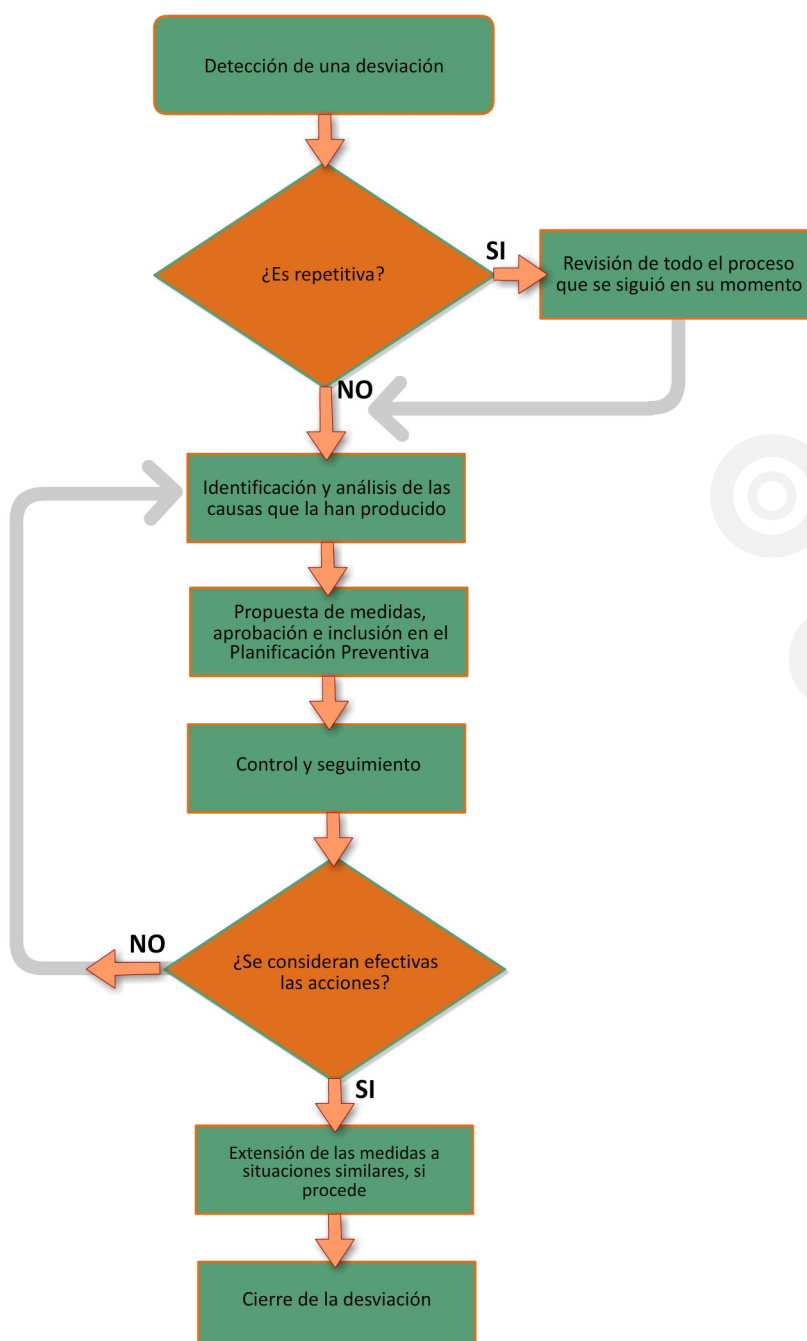 Detección de una desviación
¿Es repetitiva?
SI
Revisión de todo el proceso
que se siguió en su momento
NO
Identificación y análisis de las
causas que la han producido
Propuesta de medidas,
aprobación e inclusión en el
Planificación Preventiva
Control y seguimiento
NO
¿Se consideran efectivas
las acciones?
SI
Extensión de las medidas a
situaciones similares, si
procede
Cierre de la desviación